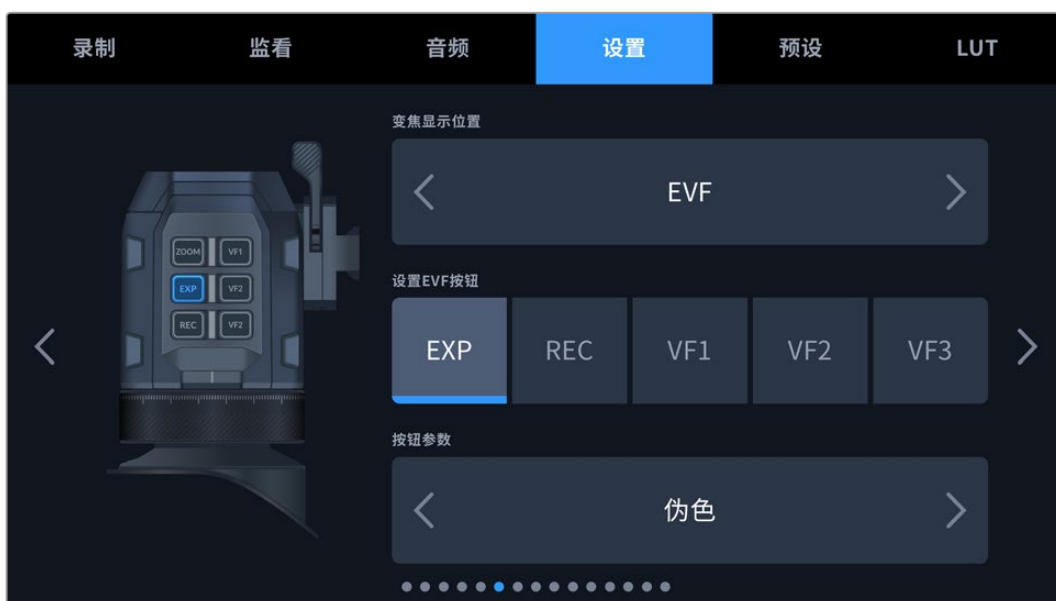 录制 监看 音频 设置 预设 LUT
变焦显示位置
EVF
设置EVF按钮
EXP REC VF1 VF2 VF3
按钮参数
伪色
ZOOM VF1
EXP VF2
REC VF2